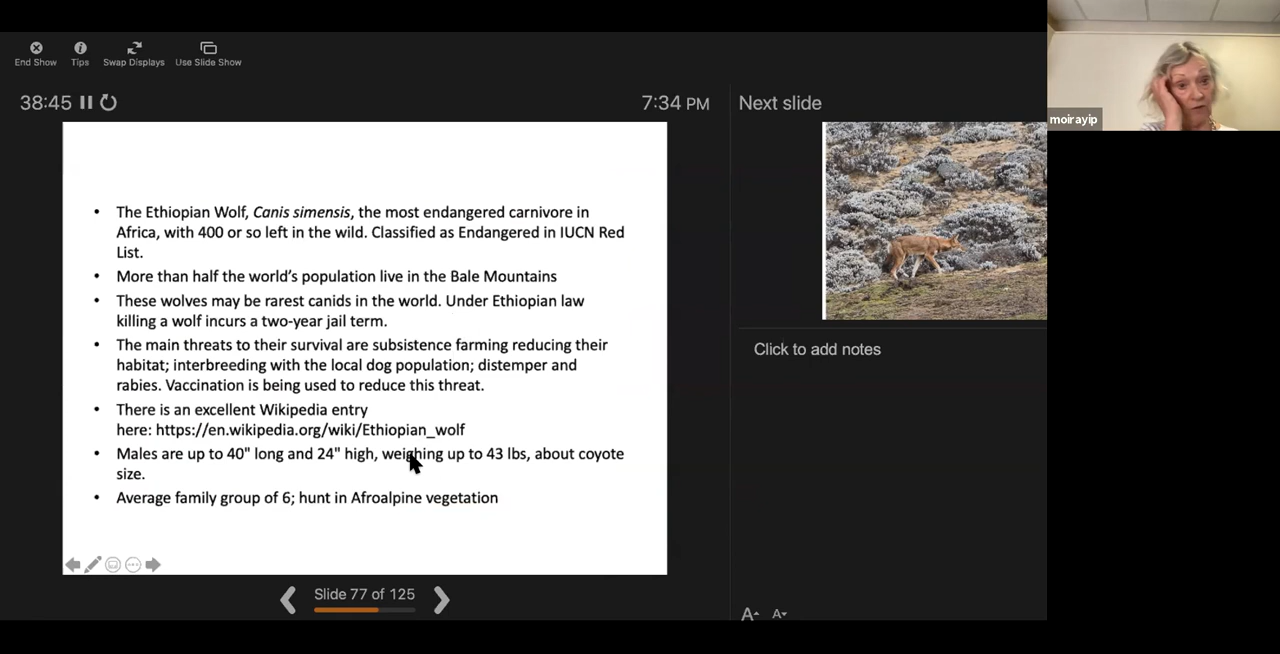 End Show
Tips
Swap Displays
Use Slide Show
38:45
7:34 PM
Next slide
moirayip
• The Ethiopian Wolf, Canis simensis, the most endangered carnivore in
Africa, with 400 or so left in the wild. Classified as Endangered in IUCN Red
List.
• More than half the world’s population live in the Bale Mountains
• These wolves may be rarest canids in the world. Under Ethiopian law
killing a wolf incurs a two-year jail term.
• The main threats to their survival are subsistence farming reducing their
habitat; interbreeding with the local dog population; distemper and
rabies. Vaccination is being used to reduce this threat.
• There is an excellent Wikipedia entry
here: https://en.wikipedia.org/wiki/Ethiopian_wolf
• Males are up to 40" long and 24" high, weighing up to 43 lbs, about coyote
size.
• Average family group of 6; hunt in Afroalpine vegetation
Click to add notes
Slide 77 of 125
A A